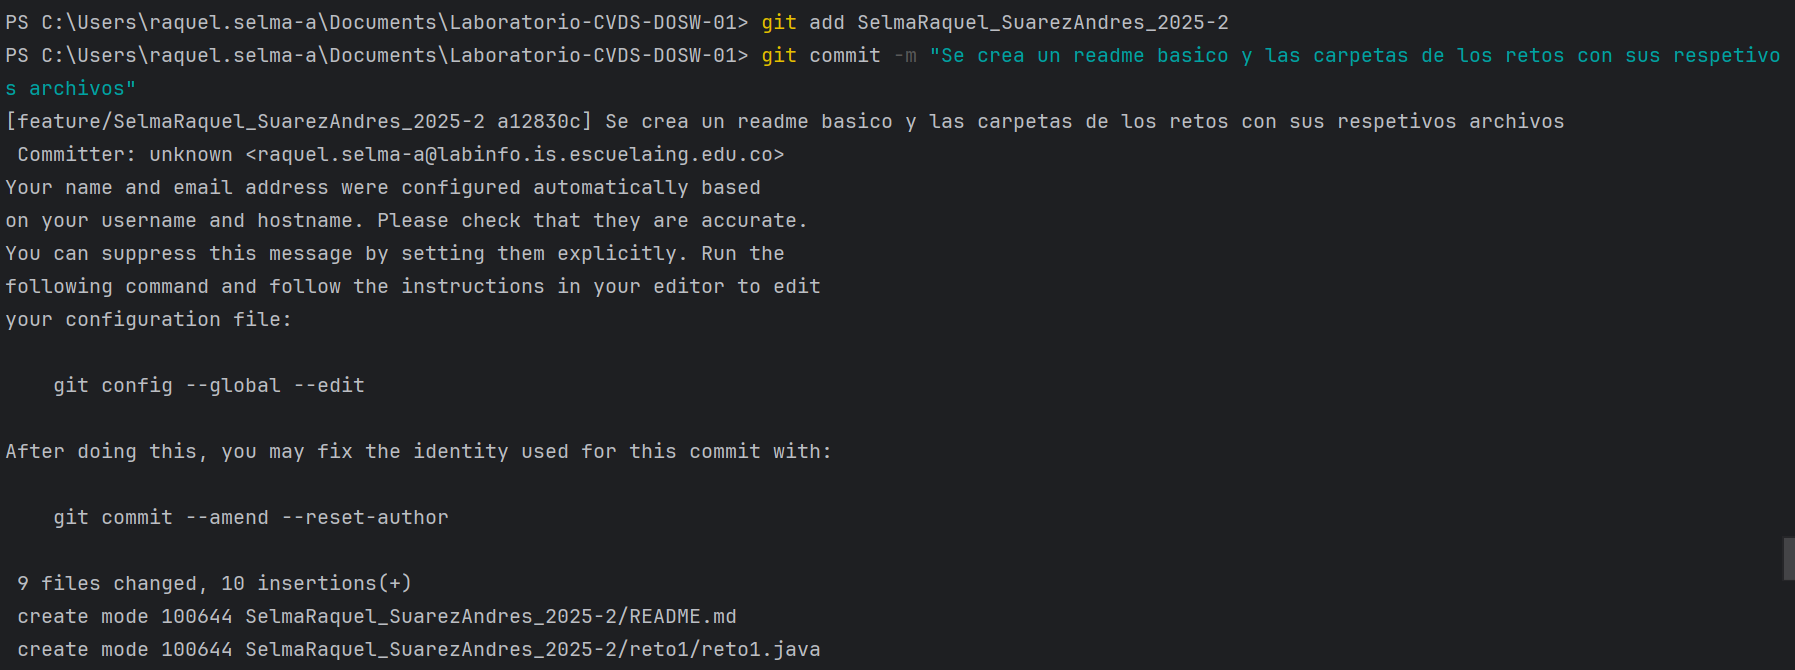 PS C:\Users\raquel.selma-a\Documents\Laboratorio-CVDS-DOSW-01> git add SelmaRaquel_SuarezAndres_2025-2
PS C:\Users\raquel.selma-a\Documents\Laboratorio-CVDS-DOSW-01> git commit -m "Se crea un readme basico y las carpetas de los retos con sus respetivo
s archivos"
[feature/SelmaRaquel_SuarezAndres_2025-2 a12830c] Se crea un readme basico y las carpetas de los retos con sus respetivos archivos
 Committer: unknown <raquel.selma-a@labinfo.is.escuelaing.edu.co>
Your name and email address were configured automatically based
on your username and hostname. Please check that they are accurate.
You can suppress this message by setting them explicitly. Run the
following command and follow the instructions in your editor to edit
your configuration file:
    git config --global --edit
After doing this, you may fix the identity used for this commit with:
    git commit --amend --reset-author
 9 files changed, 10 insertions(+)
 create mode 100644 SelmaRaquel_SuarezAndres_2025-2/README.md
 create mode 100644 SelmaRaquel_SuarezAndres_2025-2/reto1/reto1.java